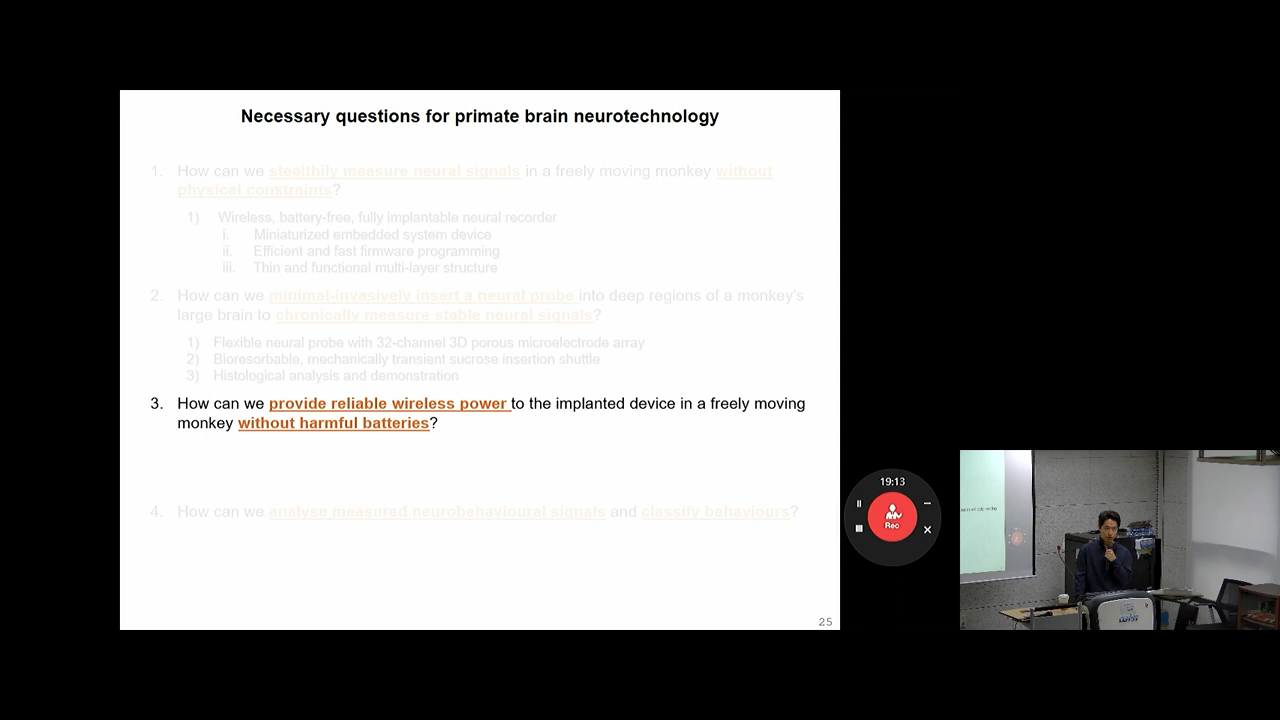 Necessary questions for primate brain neurotechnology
1. How can we stealthily measure neural signals in a freely moving monkey without
physical constraints?
1) Wireless, battery-free, fully implantable neural recorder
i. Miniaturized embedded system device
ii. Efficient and fast firmware programming
iii. Thin and functional multi-layer structure
2. How can we minimal-invasively insert a neural probe into deep regions of a monkey's
large brain to chronically measure stable neural signals?
1) Flexible neural probe with 32-channel 3D porous microelectrode array
2) Bioresorbable, mechanically transient sucrose insertion shuttle
3) Histological analysis and demonstration
3. How can we provide reliable wireless power to the implanted device in a freely moving
monkey without harmful batteries?
4. How can we analyse measured neurobehavioural signals and classify behaviours?
25
19:13
Rec